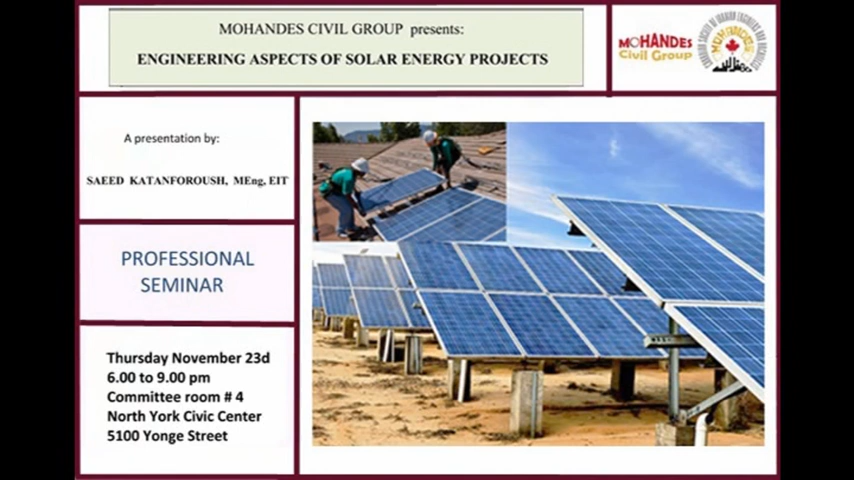 MOHANDES CIVIL GROUP presents:
ENGINEERING ASPECTS OF SOLAR ENERGY PROJECTS
MOHANDES
Civil Group
MOHANDES
A presentation by:
SAEED KATANFOROUSH, MEng, EIT
PROFESSIONAL
SEMINAR
Thursday November 23d
6.00 to 9.00 pm
Committee room # 4
North York Civic Center
5100 Yonge Street